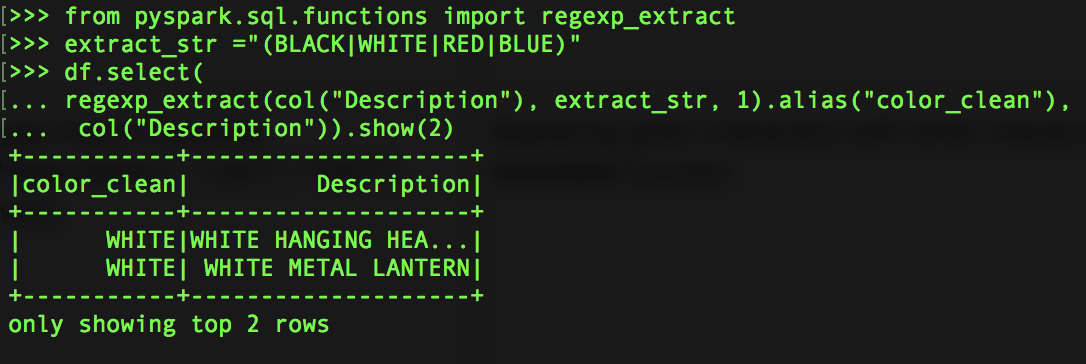 [>>> from pyspark.sql.functions import regexp_extract
[>>> extract_str ="(BLACK|WHITE|RED|BLUE)"
[>>> df.select(
[... regexp_extract(col("Description"), extract_str, 1).alias("color_clean"),
[...  col("Description")).show(2)
+-----------+--------------------+
|color_clean|         Description|
+-----------+--------------------+
|      WHITE|WHITE HANGING HEA...|
|      WHITE| WHITE METAL LANTERN|
+-----------+--------------------+
only showing top 2 rows